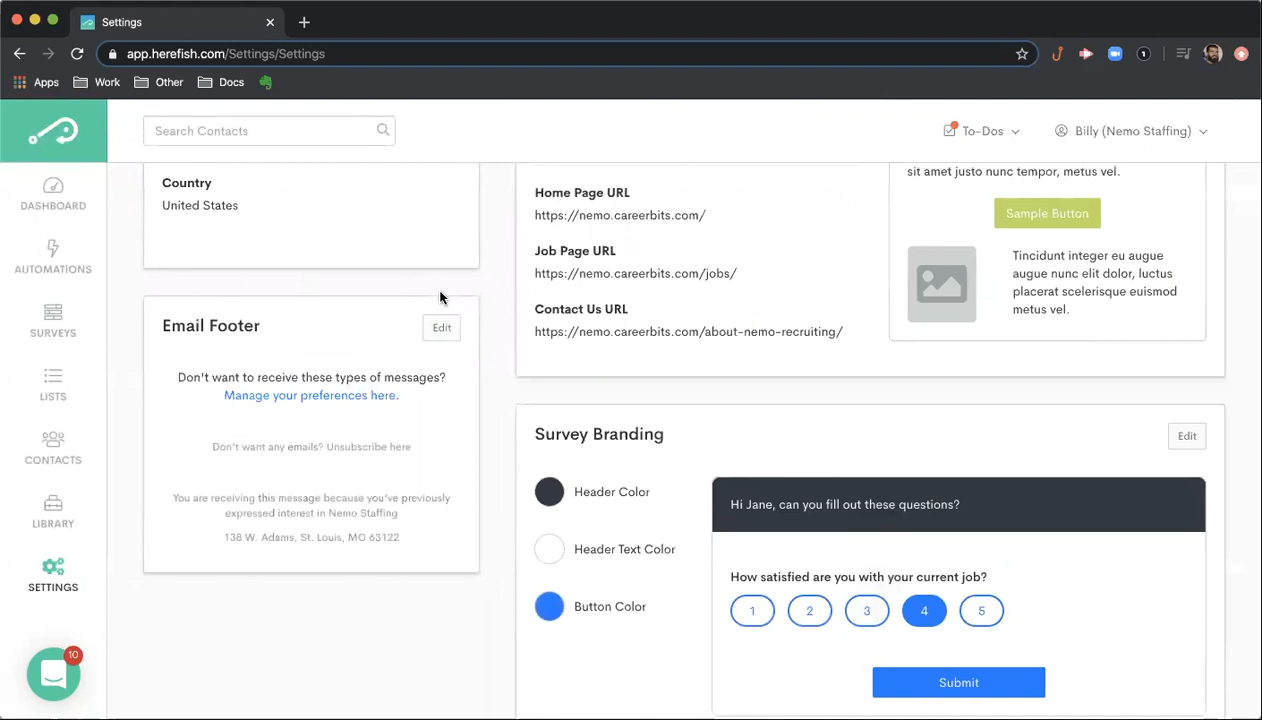 Settings
app.herefish.com/Settings/Settings
Apps
Work
Other
Docs
1
Search Contacts
To-Dos
Billy (Nemo Staffing)
DASHBOARD
AUTOMATIONS
SURVEYS
LISTS
CONTACTS
LIBRARY
SETTINGS
10
Country
United States
Email Footer
Edit
Don't want to receive these types of messages?
Manage your preferences here.
Don't want any emails? Unsubscribe here
You are receiving this message because you've previously
expressed interest in Nemo Staffing
138 W. Adams, St. Louis, MO 63122
Home Page URL
https://nemo.careerbits.com/
Job Page URL
https://nemo.careerbits.com/jobs/
Contact Us URL
https://nemo.careerbits.com/about-nemo-recruiting/
sit amet justo nunc tempor, metus vel.
Sample Button
Tincidunt integer eu augue
augue nunc elit dolor, luctus
placerat scelerisque euismod
metus vel.
Survey Branding
Edit
Header Color
Header Text Color
Button Color
Hi Jane, can you fill out these questions?
How satisfied are you with your current job?
1 2 3 4 5
Submit